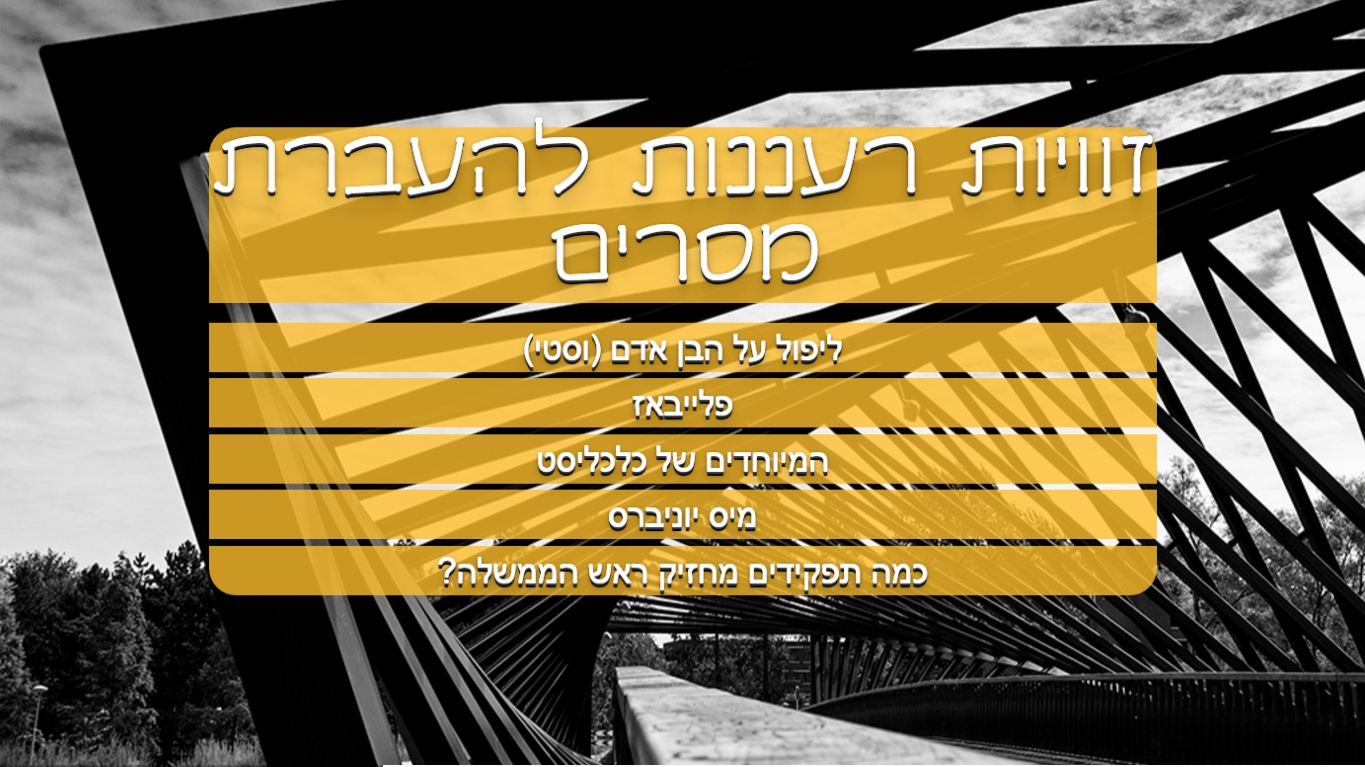 זוויות רעננות להעברת
מסרים
ליפול על הבן אדם (וסטי)
פלייבאז
המיוחדים של כלכליסט
מיס יוניברס
כמה תפקידים מחזיק ראש הממשלה?